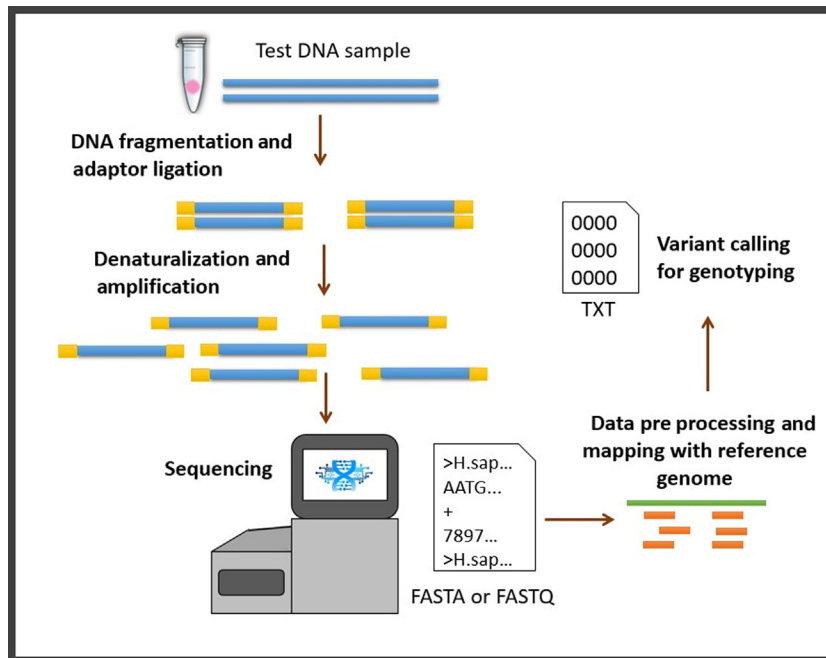 Test DNA sample
DNA fragmentation and
adaptor ligation
Denaturalization and
amplification
Sequencing
>H.sap...
AATG...
+
7897...
>H.sap...
FASTA or FASTQ
Data pre processing and
mapping with reference
genome
0000
0000
0000
TXT
Variant calling
for genotyping